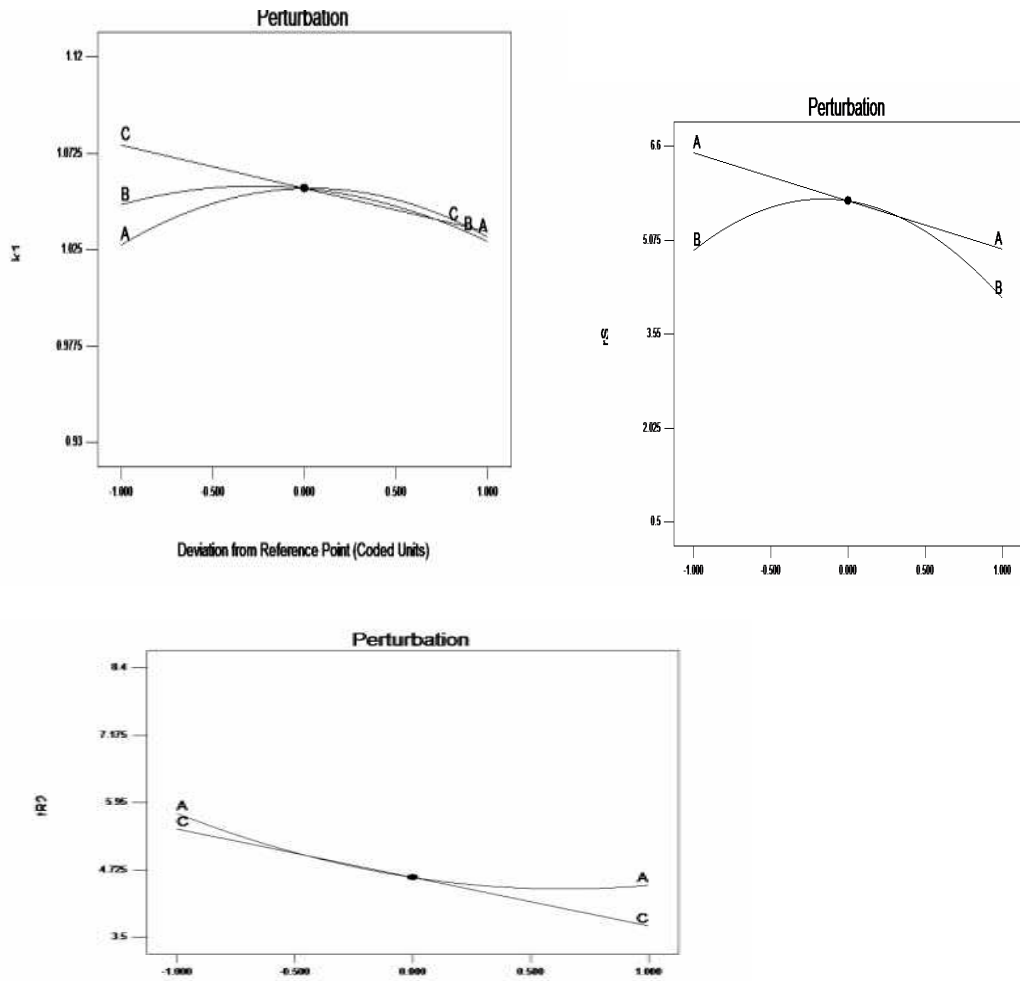 Perturbation
1.12
1.0725
1.025
0.9775
0.93
k1
C
B
A
C
B
A
-1.000
-0.500
0.000
0.500
1.000
Deviation from Reference Point (Coded Units)
Perturbation
6.6
5.075
3.55
2.025
0.5
A
B
A
B
-1.000
-0.500
0.000
0.500
1.000
Perturbation
8.4
7.175
5.95
4.725
3.5
tR2
A
C
A
C
-1.000
-0.500
0.000
0.500
1.000